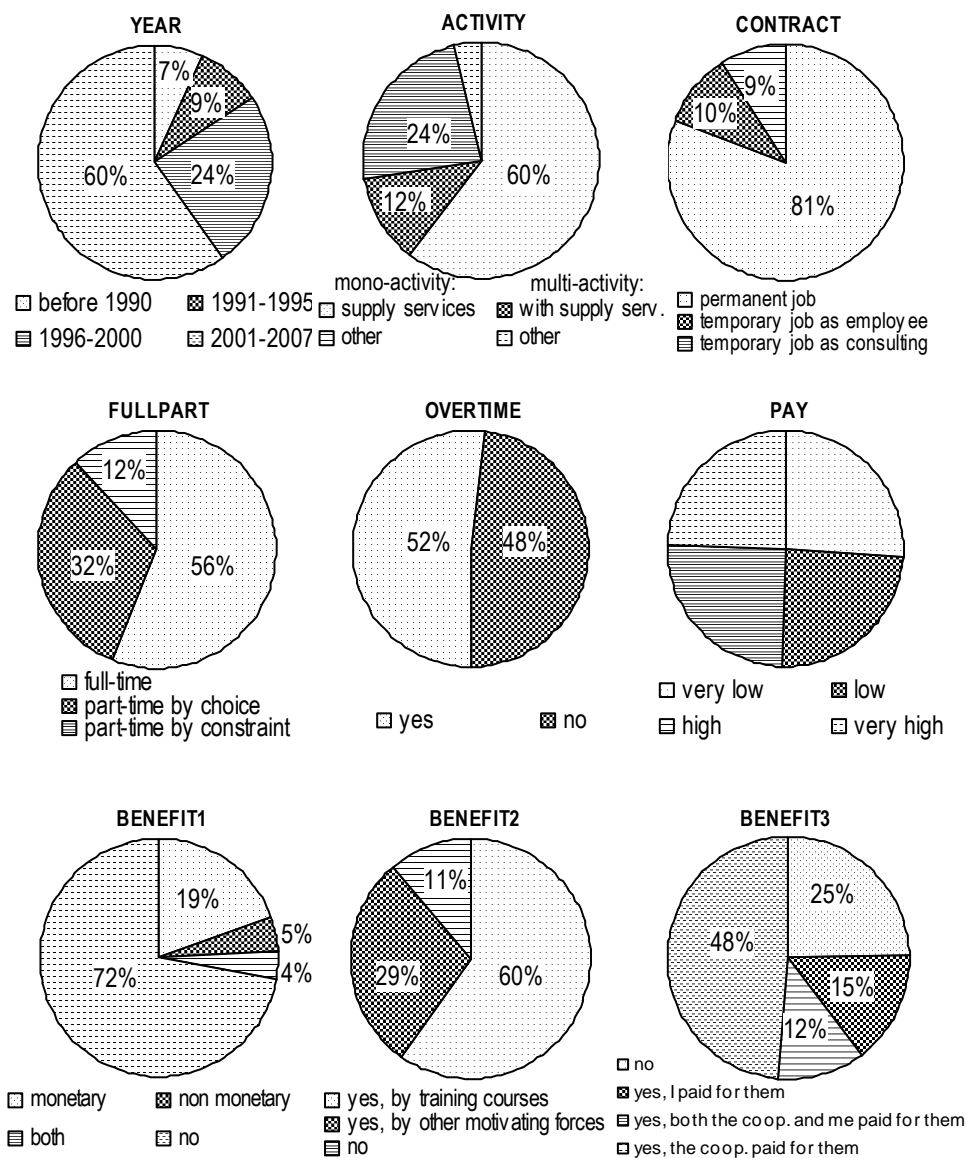 YEAR
7%
9%
24%
60%
before 1990
1991-1995
1996-2000
2001-2007
ACTIVITY
24%
12%
60%
mono-activity:
multi-activity:
supply services
with supply serv.
other
other
CONTRACT
9%
10%
81%
permanent job
temporary job as employee
temporary job as consulting
FULLPART
12%
32%
56%
full-time
part-time by choice
part-time by constraint
OVERTIME
52%
48%
yes
no
PAY
very low
low
high
very high
BENEFIT1
19%
5%
4%
72%
monetary
non monetary
both
no
BENEFIT2
11%
29%
60%
yes, by training courses
yes, by other motivating forces
no
BENEFIT3
25%
48%
15%
12%
no
yes, I paid for them
yes, both the coop. and me paid for them
yes, the coop. paid for them